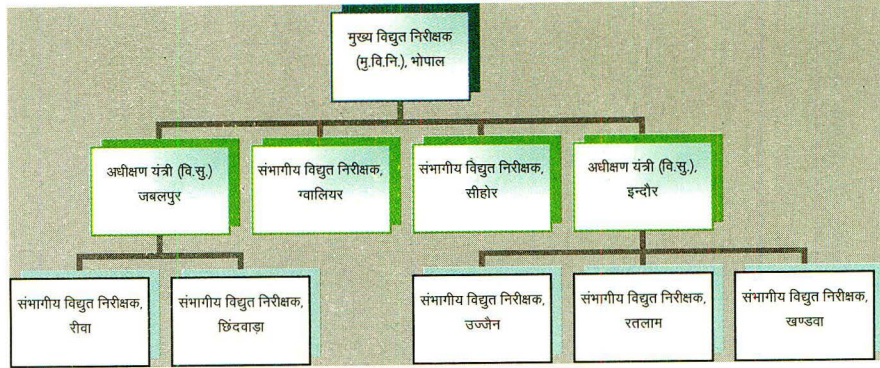 मुख्य विद्युत निरीक्षक
(मु.वि.नि.), भोपाल
अधीक्षण यंत्री (वि.सु.)
जबलपुर
संभागीय विद्युत निरीक्षक,
ग्वालियर
संभागीय विद्युत निरीक्षक,
सीहोर
अधीक्षण यंत्री (वि.सु.),
इन्दौर
संभागीय विद्युत निरीक्षक,
रीवा
संभागीय विद्युत निरीक्षक,
छिंदवाड़ा
संभागीय विद्युत निरीक्षक,
उज्जैन
संभागीय विद्युत निरीक्षक,
रतलाम
संभागीय विद्युत निरीक्षक,
खण्डवा